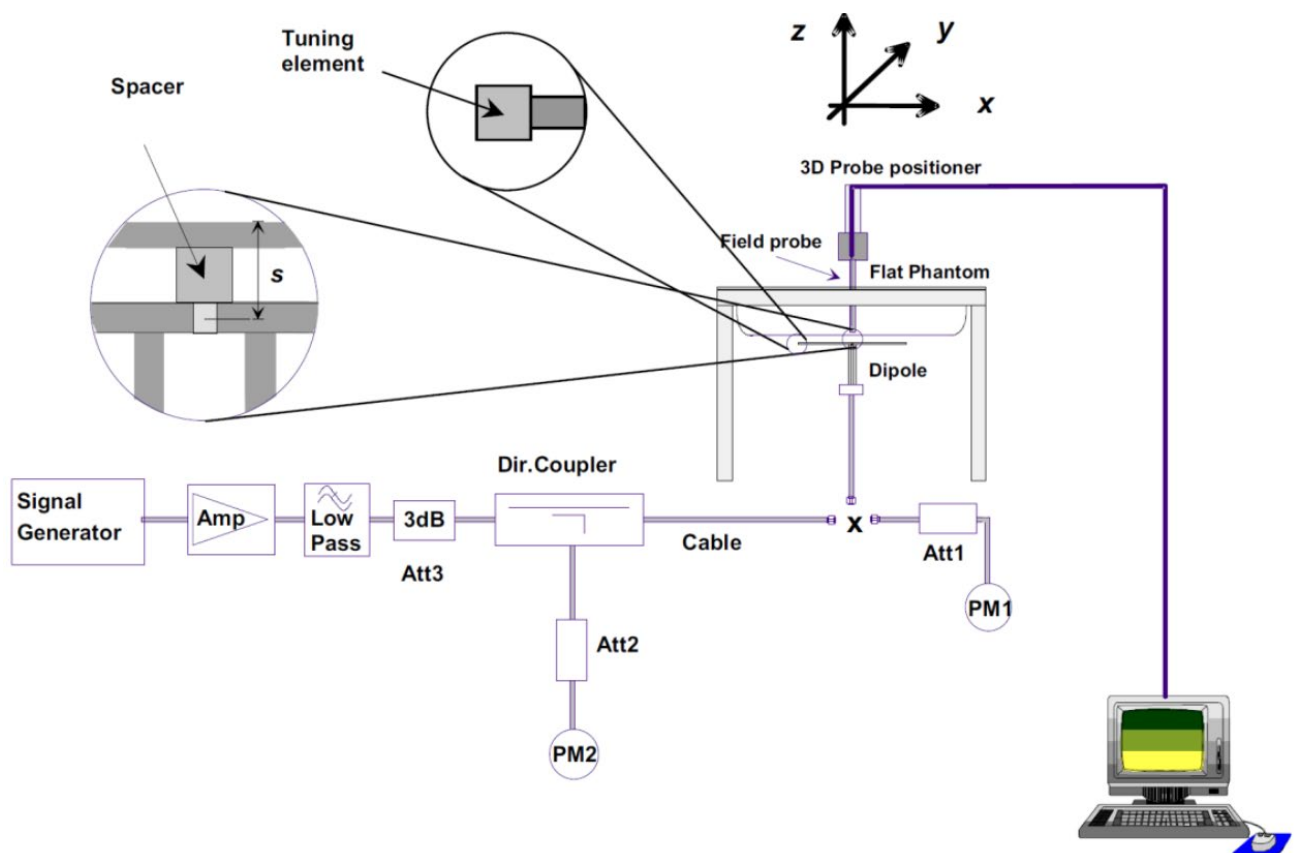 Tuning
element
Spacer
z
y
x
3D Probe positioner
s
Field probe
Flat Phantom
Dipole
Dir.Coupler
Signal
Generator
Amp
Low
Pass
3dB
Att3
Cable
x
Att1
PM1
Att2
PM2